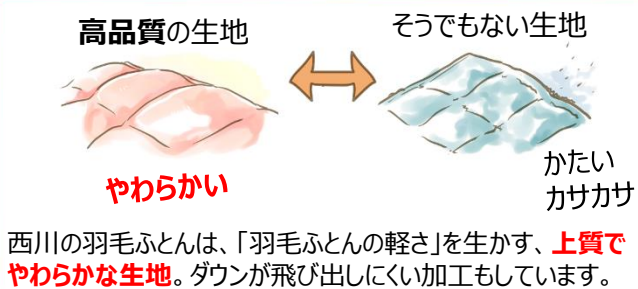 高品質の生地
そうでもない生地
やわらかい
かたい
カサカサ
西川の羽毛ふとんは、「羽毛ふとんの軽さ」を生かす、上質で
やわらかな生地。ダウンが飛び出しにくい加工もしています。